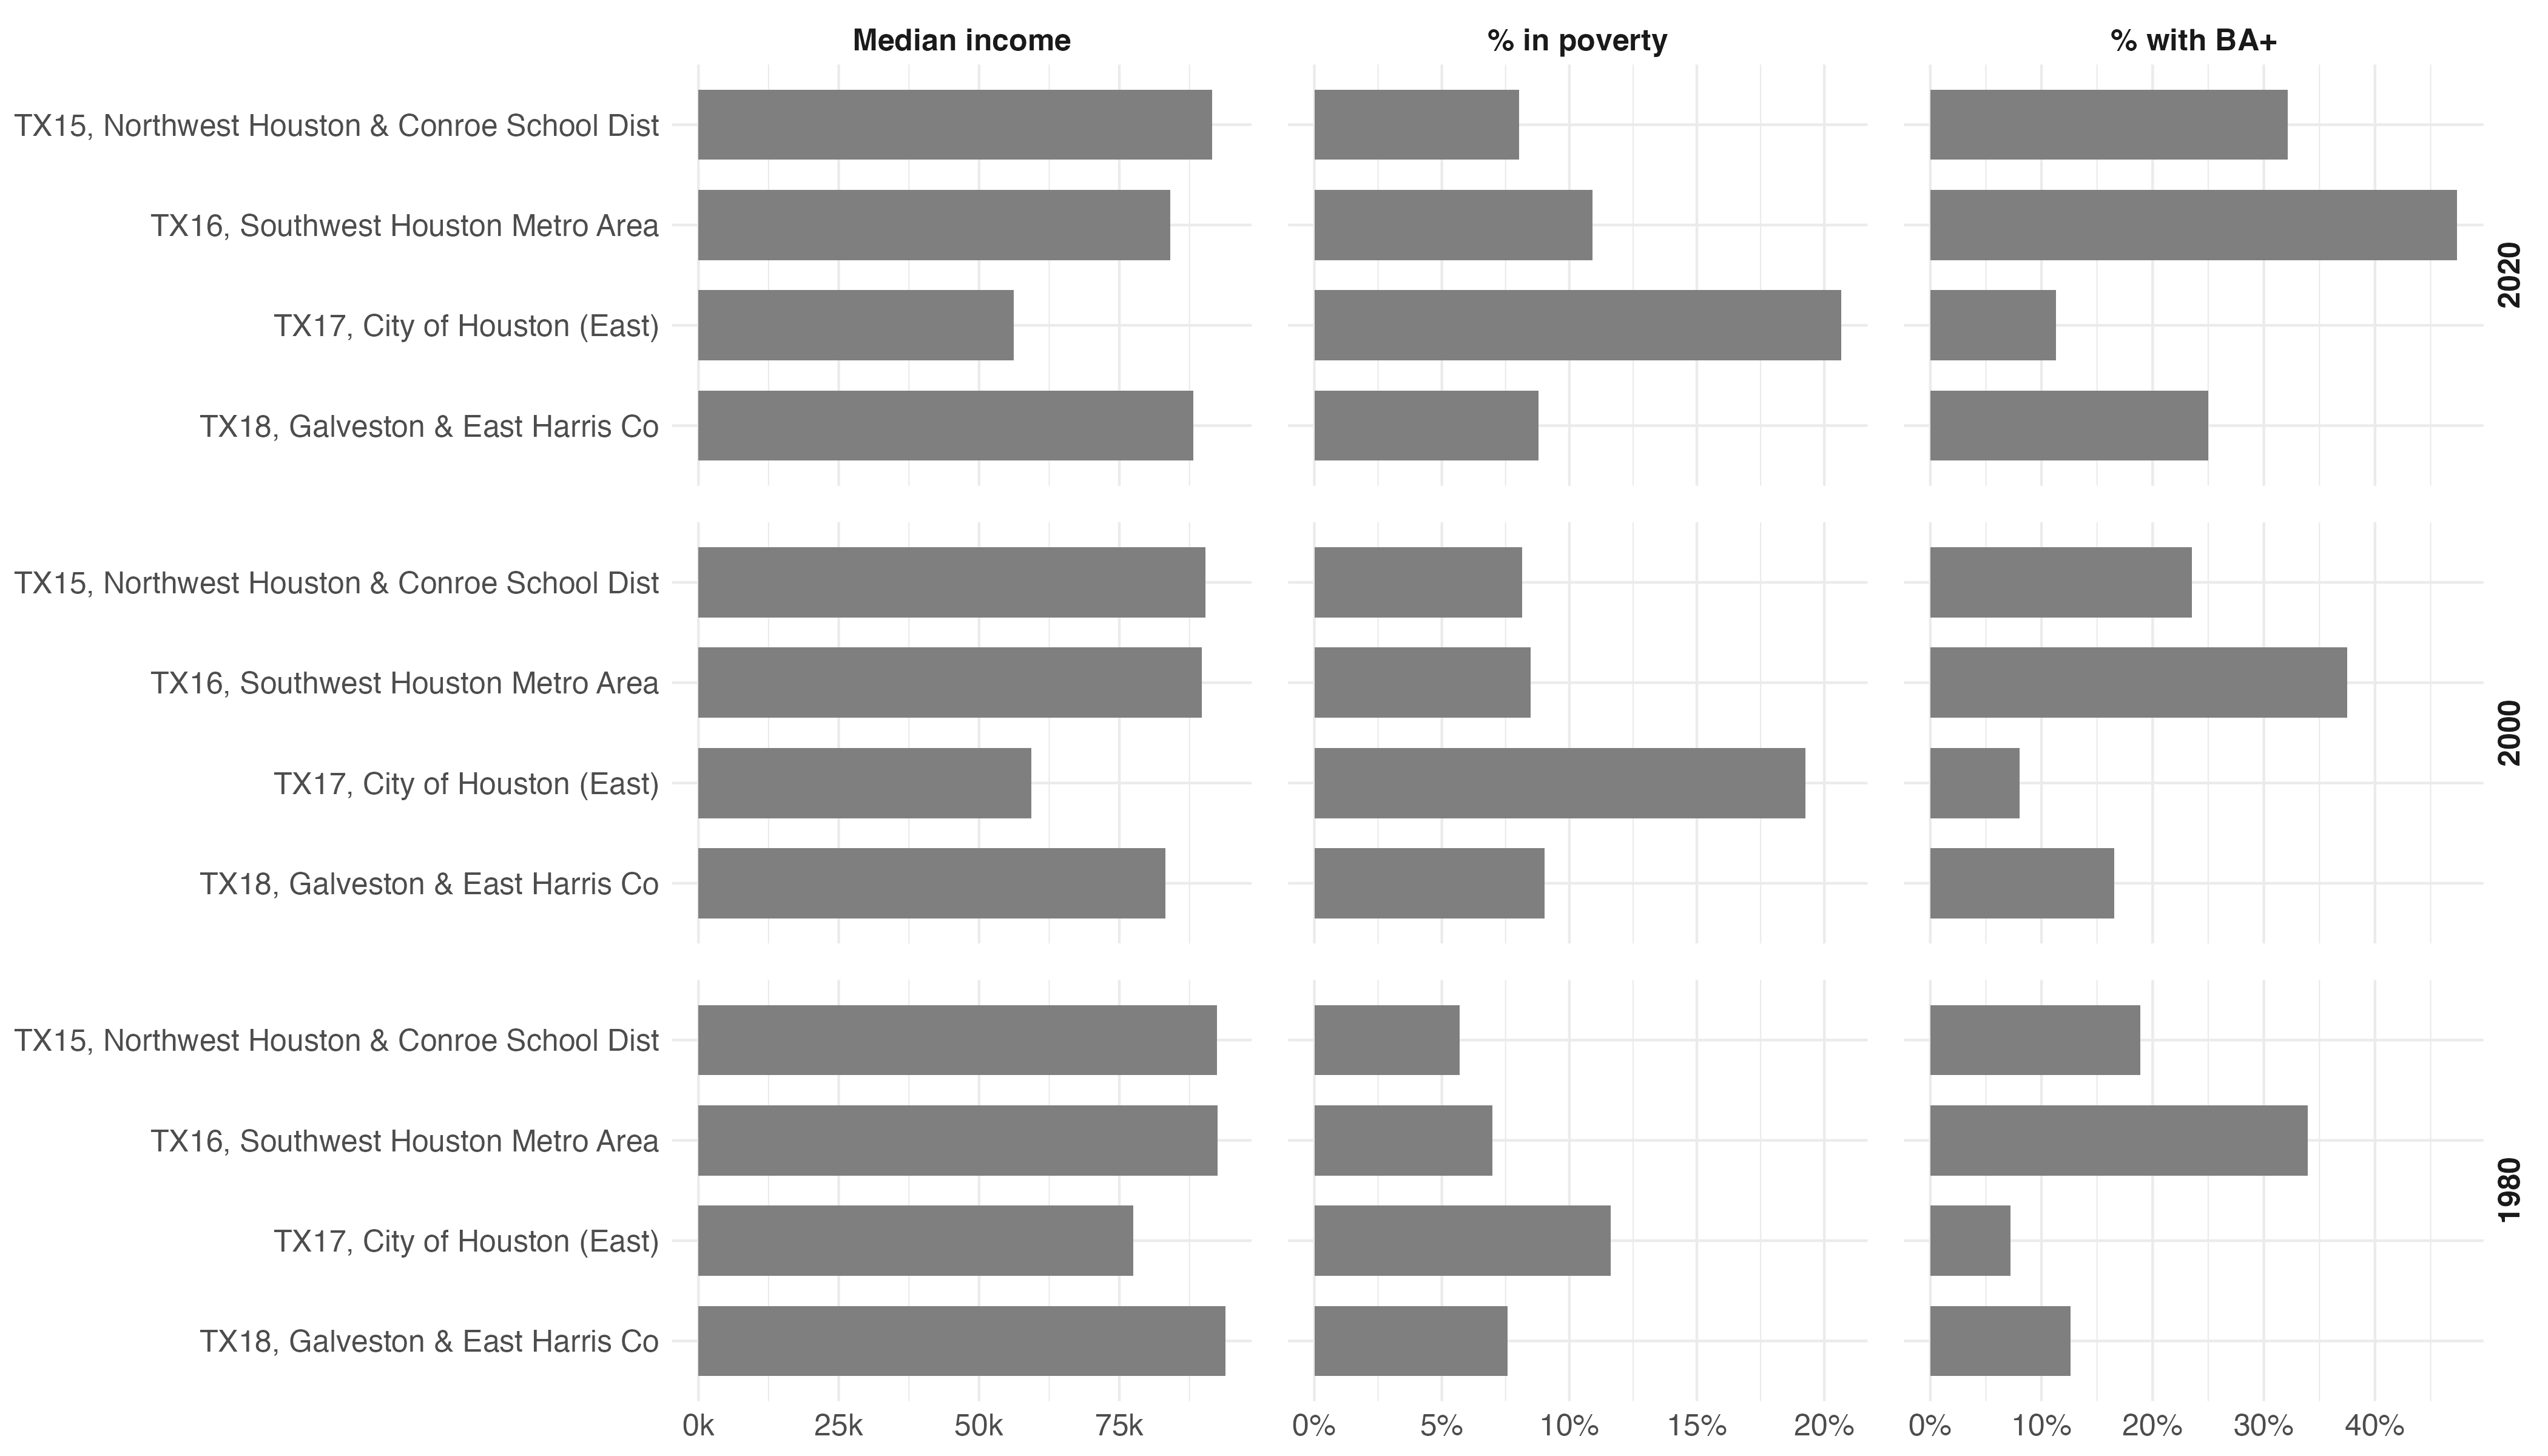 Median income % in poverty % with BA+
TX15, Northwest Houston & Conroe School Dist
TX16, Southwest Houston Metro Area
TX17, City of Houston (East)
TX18, Galveston & East Harris Co
2020
TX15, Northwest Houston & Conroe School Dist
TX16, Southwest Houston Metro Area
TX17, City of Houston (East)
TX18, Galveston & East Harris Co
2000
TX15, Northwest Houston & Conroe School Dist
TX16, Southwest Houston Metro Area
TX17, City of Houston (East)
TX18, Galveston & East Harris Co
1980
0k 25k 50k 75k 0% 5% 10% 15% 20% 0% 10% 20% 30% 40%